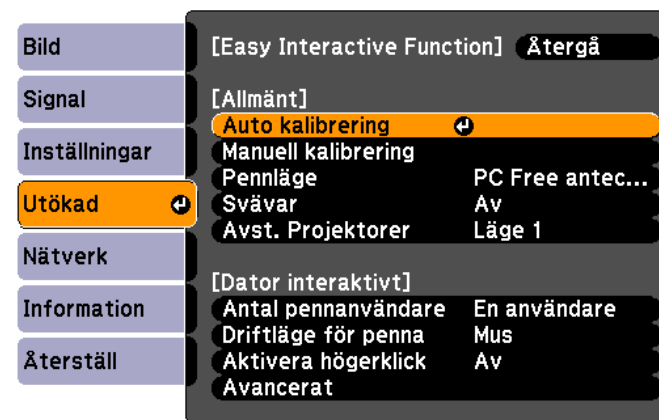 Bild
Signal
Inställningar
Utökad
Nätverk
Information
Återställ
[Easy Interactive Function] Återgå
[Allmänt]
Auto kalibrering
Manuell kalibrering
Pennläge PC Free antec...
Svävar Av
Avst. Projektorer Läge 1
[Dator interaktivt]
Antal pennanvändare En användare
Driftläge för penna Mus
Aktivera högerklick Av
Avancerat